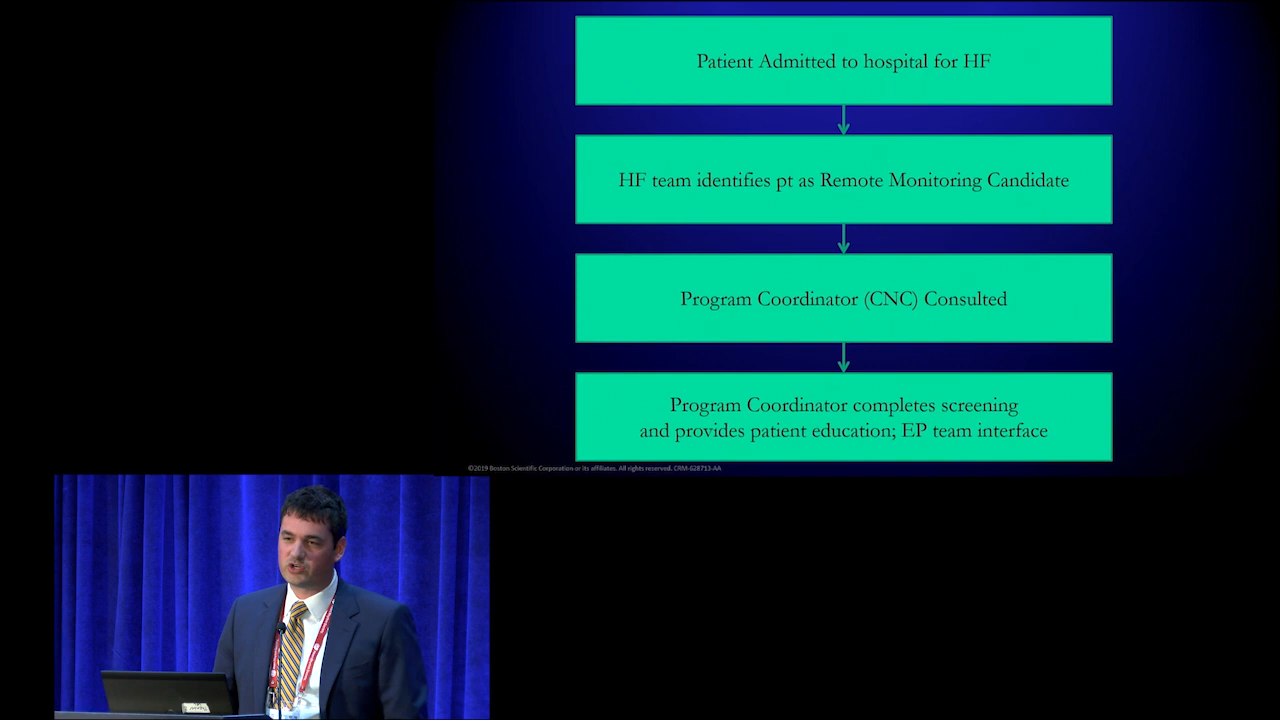 Patient Admitted to hospital for HF
HF team identifies pt as Remote Monitoring Candidate
Program Coordinator (CNC) Consulted
Program Coordinator completes screening
and provides patient education; EP team interface
©2019 Boston Scientific Corporation or its affiliates. All rights reserved. CRM-628713-AA